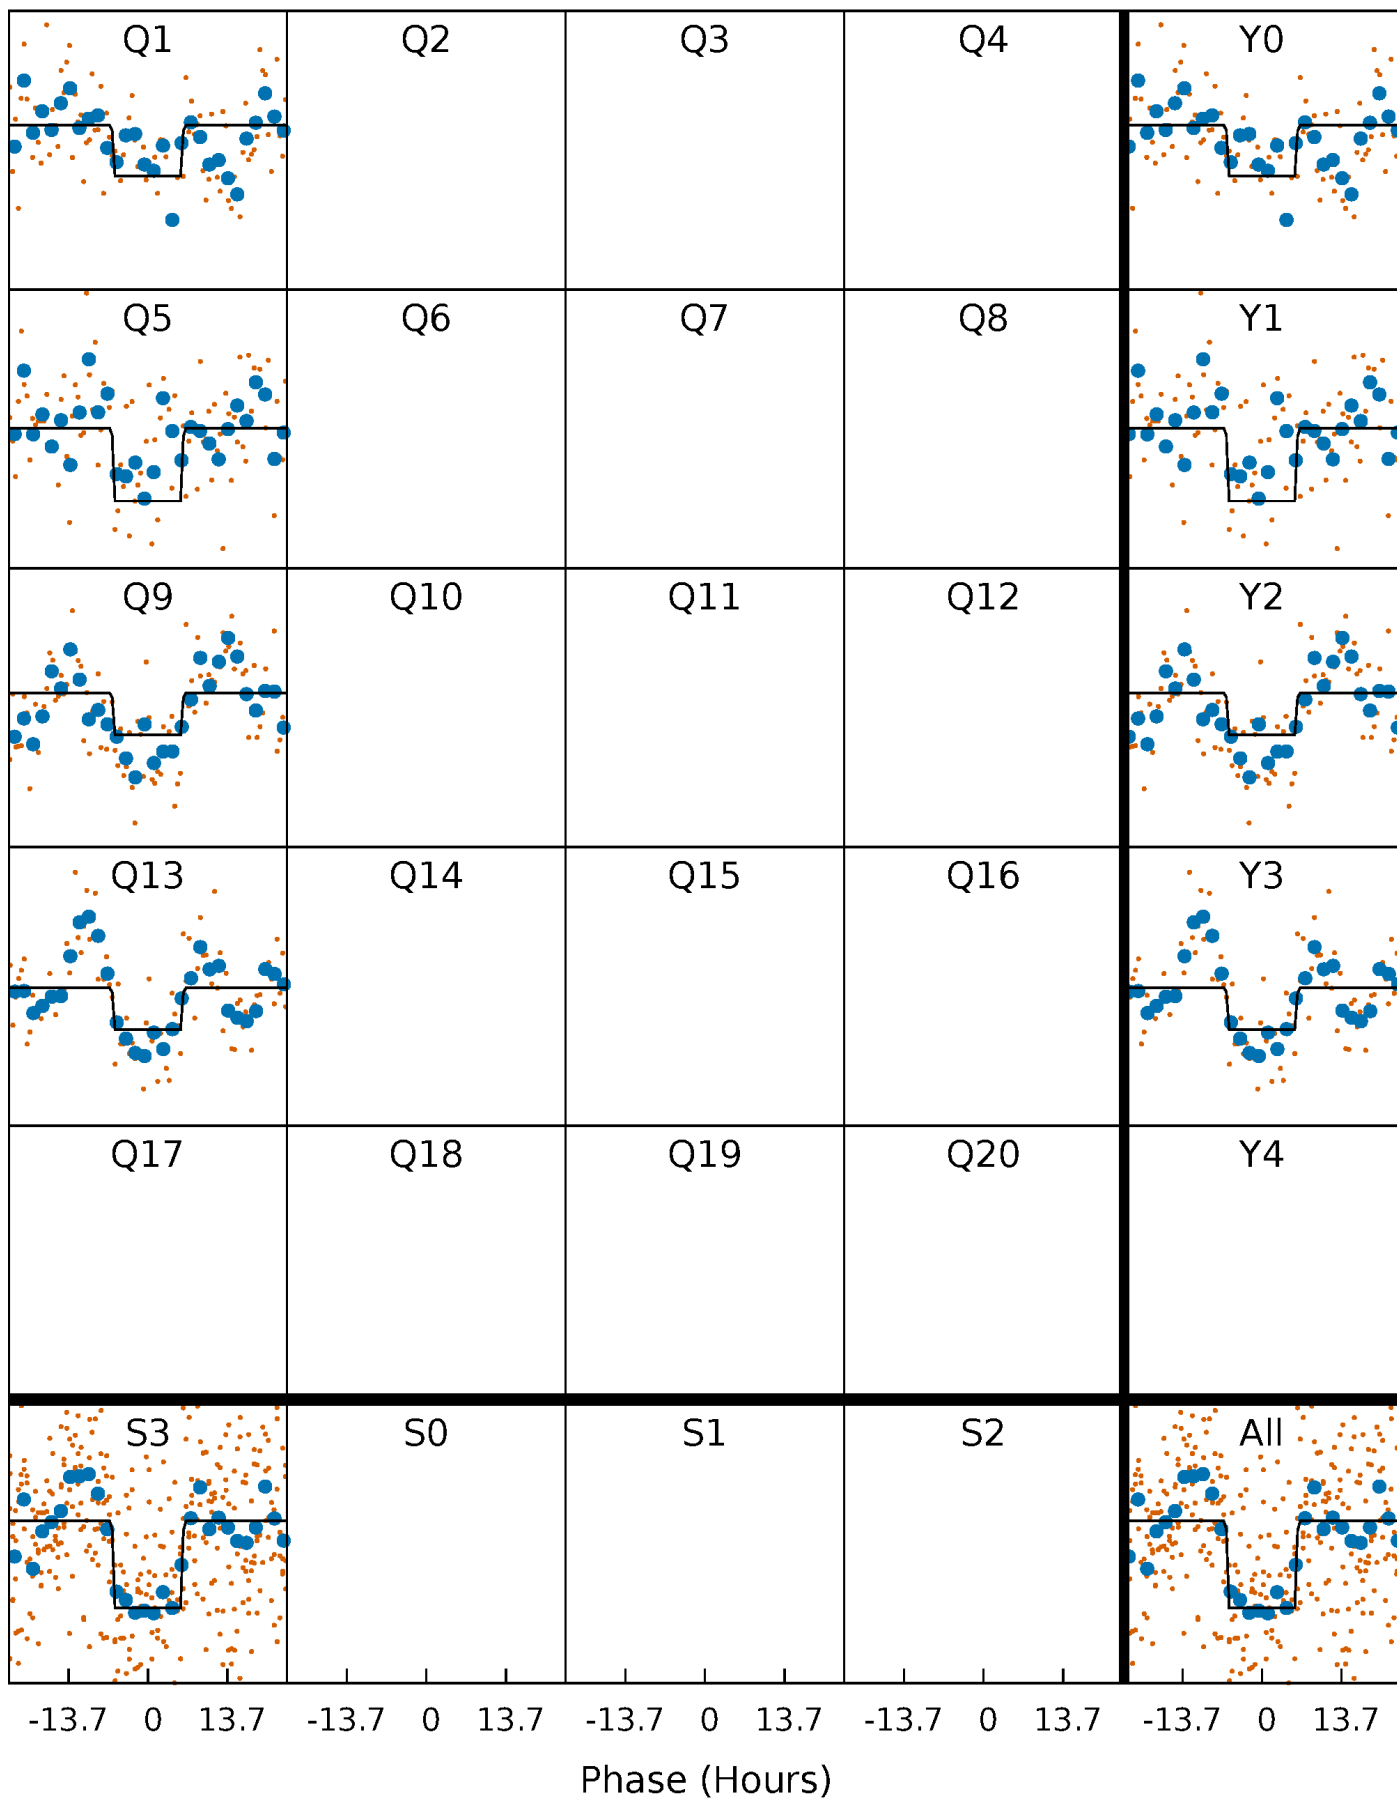 Q1 Q2 Q3 Q4 Y0
Q5 Q6 Q7 Q8 Y1
Q9 Q10 Q11 Q12 Y2
Q13 Q14 Q15 Q16 Y3
Q17 Q18 Q19 Q20 Y4
S3 S0 S1 S2 All
-13.7 0 13.7 -13.7 0 13.7 -13.7 0 13.7 -13.7 0 13.7 -13.7 0 13.7
Phase (Hours)